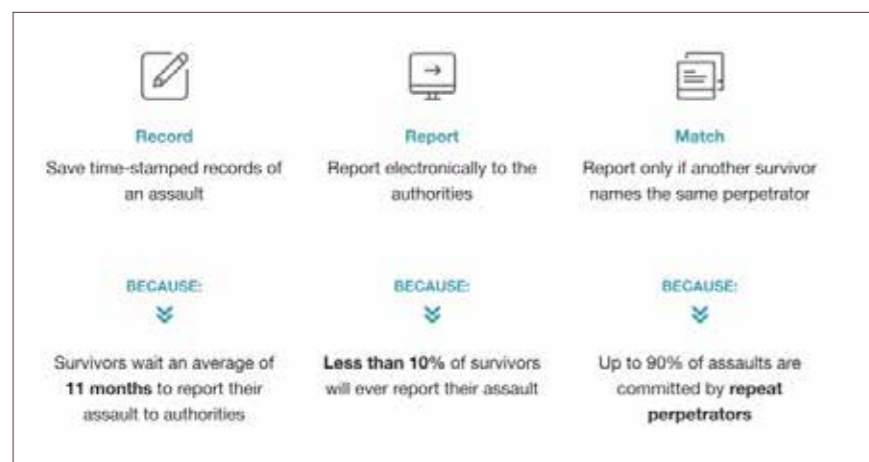 Record
Save time-stamped records of
an assault
Report
Report electronically to the
authorities
Match
Report only if another survivor
names the same perpetrator
BECAUSE:
Survivors wait an average of
11 months to report their
assault to authorities
BECAUSE:
Less than 10% of survivors
will ever report their assault
BECAUSE:
Up to 90% of assaults are
committed by repeat
perpetrators